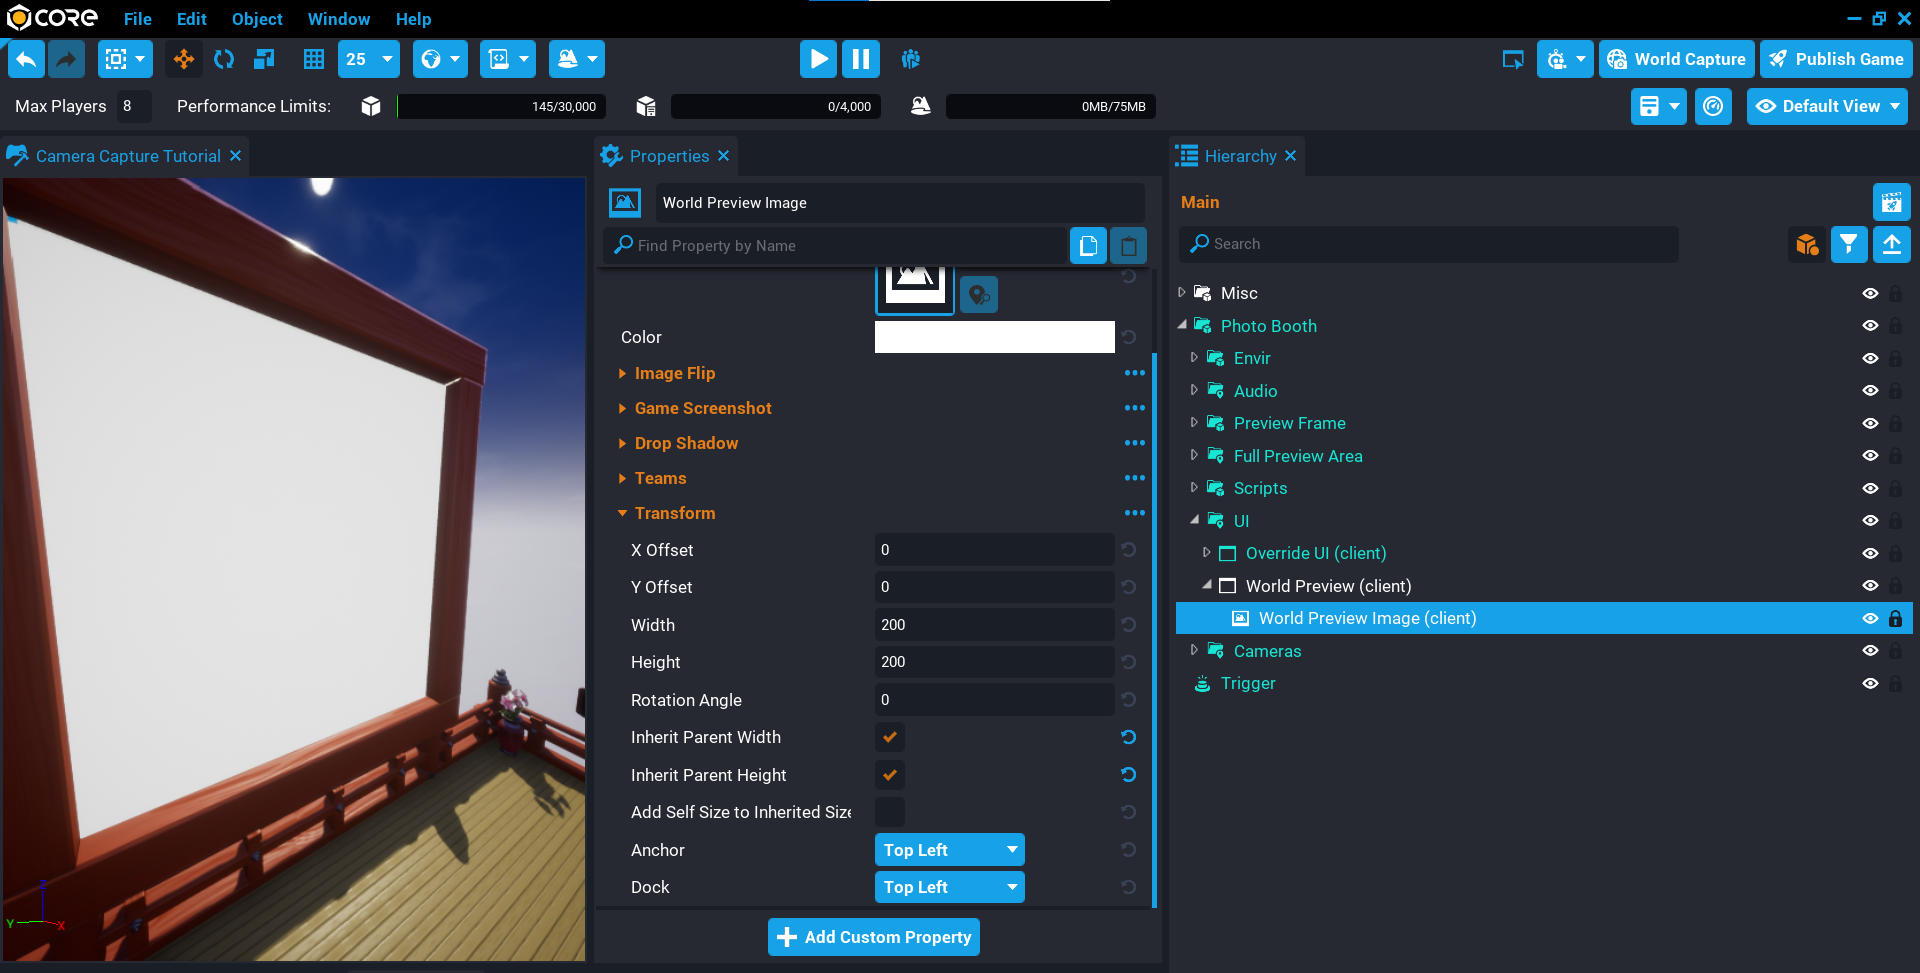 CORE File Edit Object Window Help
25 World Capture Publish Game
Max Players 8 Performance Limits: 145/30,000 0/4,000 0MB/75MB Default View
Camera Capture Tutorial
Z
Y
X
Properties
World Preview Image
Find Property by Name
Color
Image Flip
Game Screenshot
Drop Shadow
Teams
Transform
X Offset 0
Y Offset 0
Width 200
Height 200
Rotation Angle 0
Inherit Parent Width
Inherit Parent Height
Add Self Size to Inherited Size
Anchor Top Left
Dock Top Left
Add Custom Property
Hierarchy
Main
Search
Misc
Photo Booth
Envir
Audio
Preview Frame
Full Preview Area
Scripts
UI
Override UI (client)
World Preview (client)
World Preview Image (client)
Cameras
Trigger